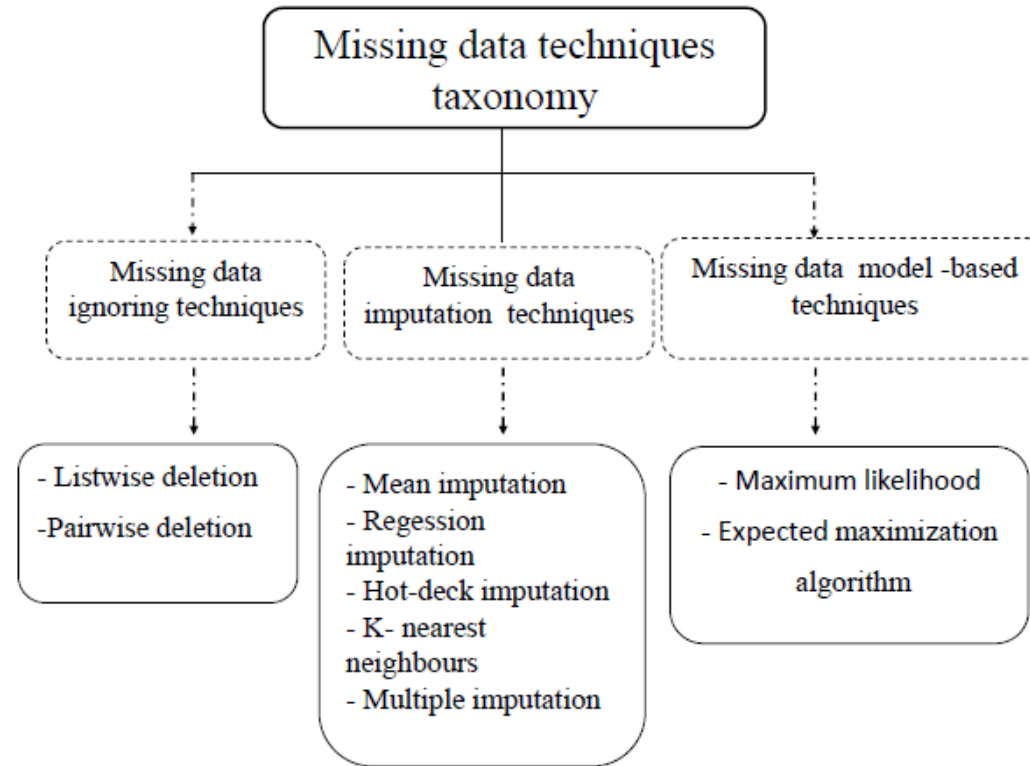 Missing data techniques
taxonomy
Missing data
ignoring techniques
Missing data
imputation techniques
Missing data model -based
techniques
- Listwise deletion
-Pairwise deletion
- Mean imputation
- Regression
imputation
- Hot-deck imputation
- K- nearest
neighbours
- Multiple imputation
- Maximum likelihood
- Expected maximization
algorithm